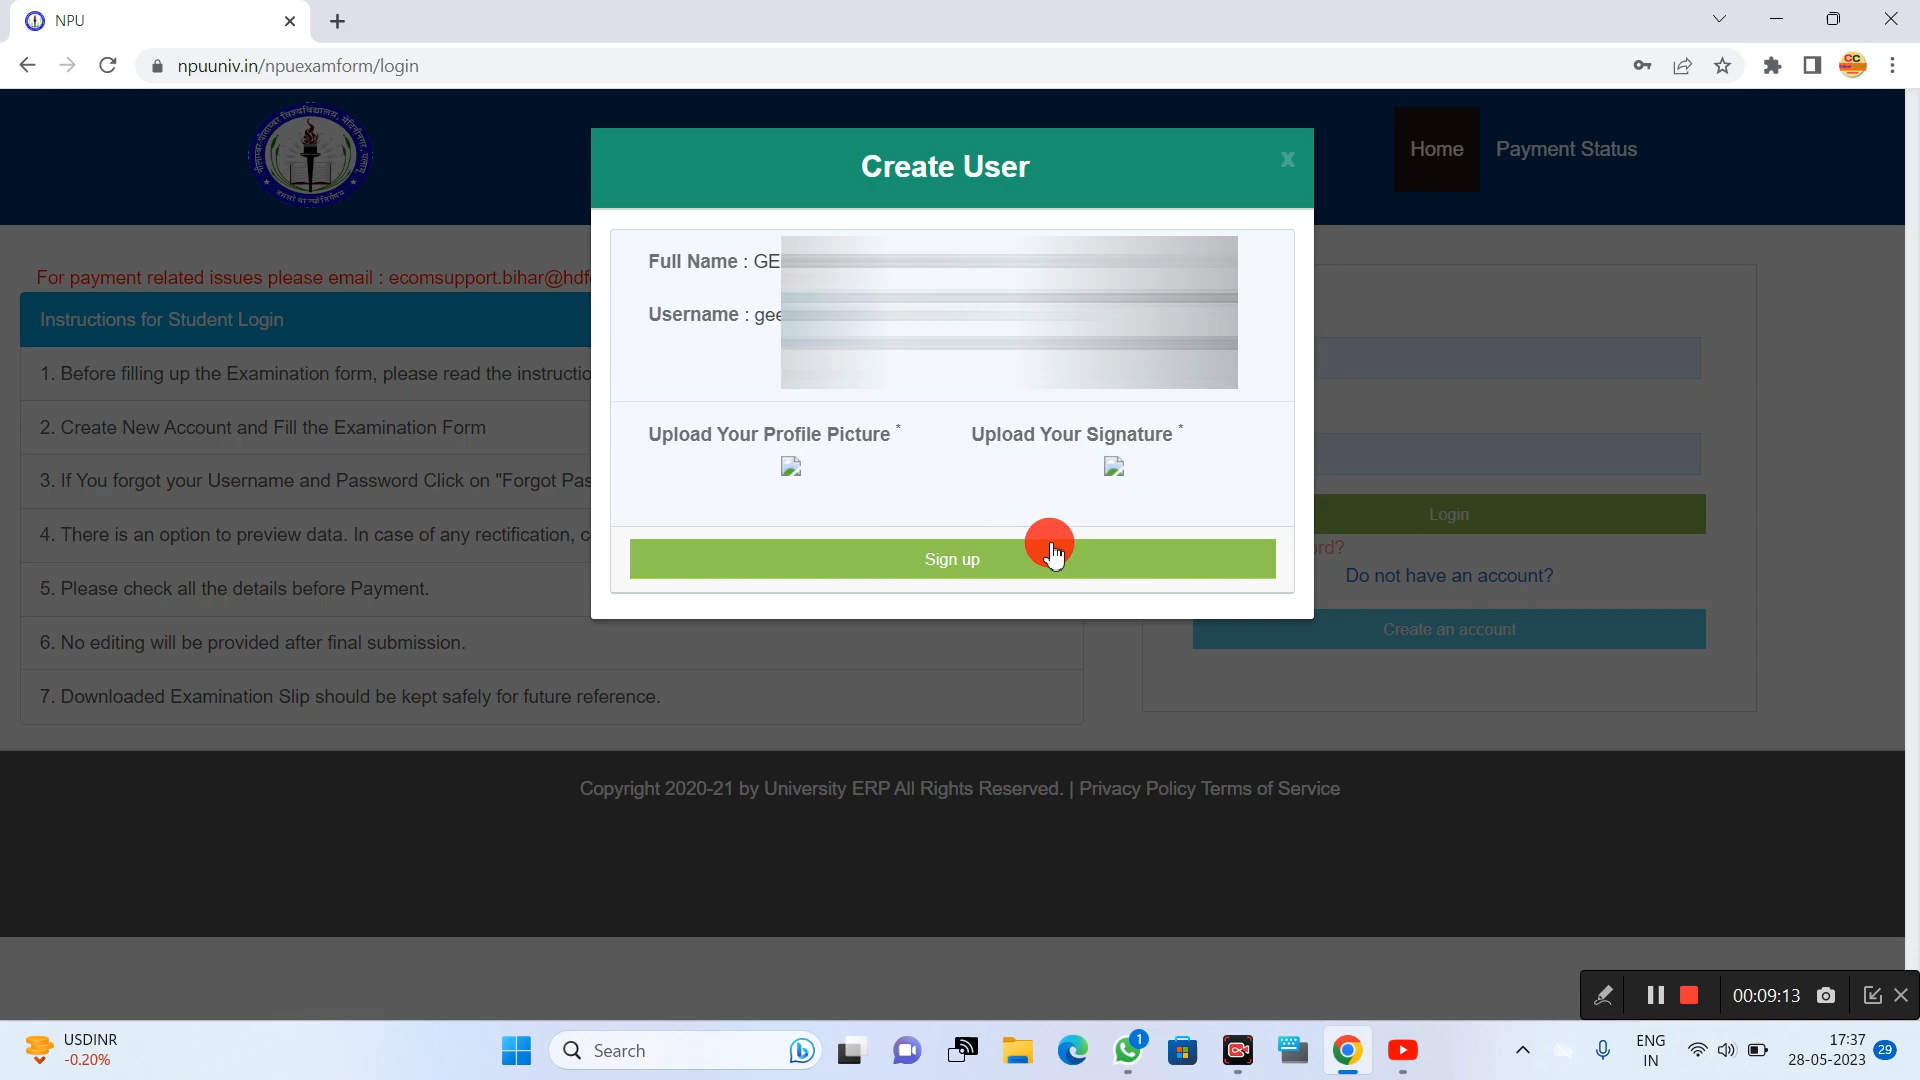 NPU
npuuniv.in/npuexamform/login
Home
Payment Status
Create User
x
Full Name : GE
Username : gee
Upload Your Profile Picture *
Upload Your Signature *
Sign up
For payment related issues please email : ecomsupport.bihar@hdf
Instructions for Student Login
1. Before filling up the Examination form, please read the instructio
2. Create New Account and Fill the Examination Form
3. If You forgot your Username and Password Click on "Forgot Pas
4. There is an option to preview data. In case of any rectification, c
5. Please check all the details before Payment.
6. No editing will be provided after final submission.
7. Downloaded Examination Slip should be kept safely for future reference.
Login
rd?
Do not have an account?
Create an account
Copyright 2020-21 by University ERP All Rights Reserved. | Privacy Policy Terms of Service
00:09:13
USDINR
-0.20%
Search
1
ENG
IN
17:37
28-05-2023
29